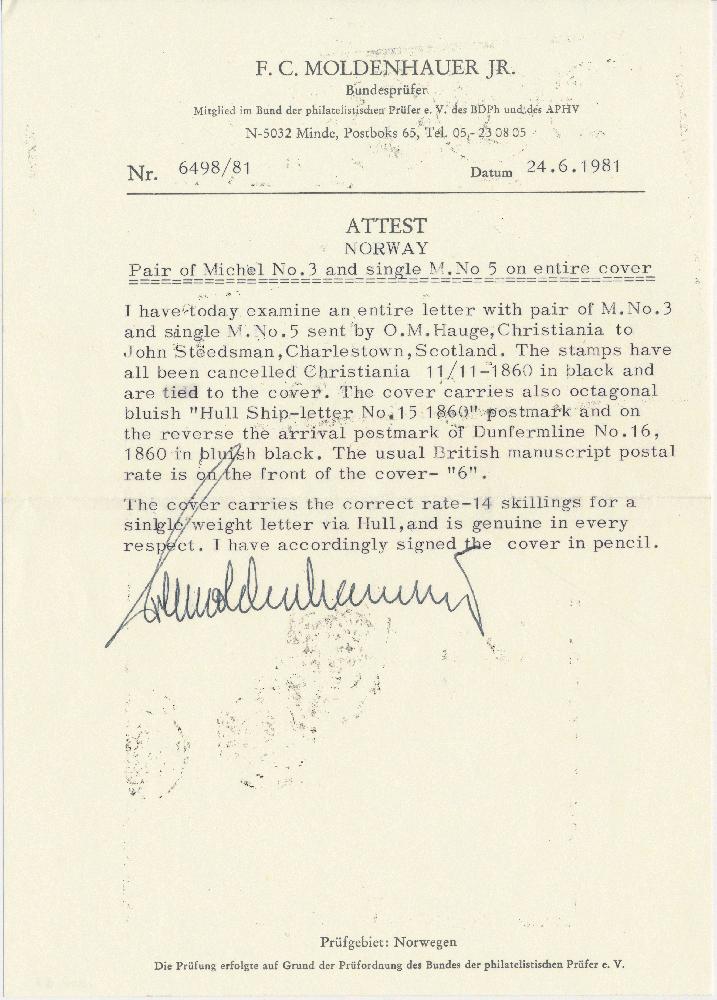 F. C. MOLDENHAUER JR.
Bundesprüfer
Mitglied im Bund der philatelistischen Prüfer e. V. des BDPh und des APHV
N-5032 Minde, Postboks 65, Tel. 05 - 23 08 05
Nr. 6498/81 Datum 24.6.1981
ATTEST
NORWAY
Pair of Michel No.3 and single M.No 5 on entire cover
I have today examine an entire letter with pair of M.No.3
and single M.No.5 sent by O.M.Hauge,Christiania to
John Steedsman,Charlestown,Scotland. The stamps have
all been cancelled Christiania 11/11-1860 in black and
are tied to the cover. The cover carries also octagonal
bluish "Hull Ship-letter No.15 1860" postmark and on
the reverse the arrival postmark of Dunfermline No.16,
1860 in bluish black. The usual British manuscript postal
rate is on the front of the cover- "6".
The cover carries the correct rate-14 skillings for a
single weight letter via Hull,and is genuine in every
respect. I have accordingly signed the cover in pencil.
Prüfgebiet: Norwegen
Die Prüfung erfolgte auf Grund der Prüfordnung des Bundes der philatelistischen Prüfer e. V.